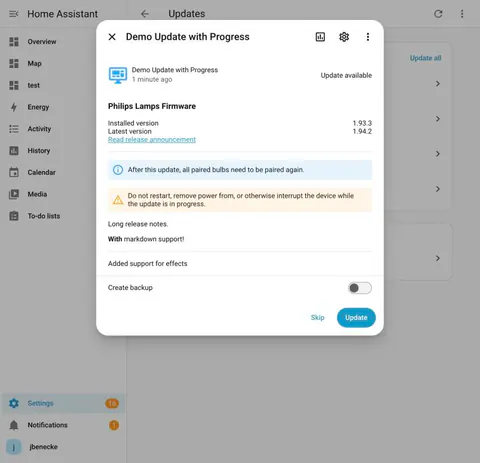 Home Assistant
Updates
Overview
Map
test
Energy
Activity
History
Calendar
Media
To-do lists
Settings
Notifications
j
jbenecke
Update all
Demo Update with Progress
Demo Update with Progress
1 minute ago
Update available
Philips Lamps Firmware
Installed version 1.93.3
Latest version 1.94.2
Read release announcement
After this update, all paired bulbs need to be paired again.
Do not restart, remove power from, or otherwise interrupt the device while
the update is in progress.
Long release notes.
With markdown support!
Added support for effects
Create backup
Skip
Update